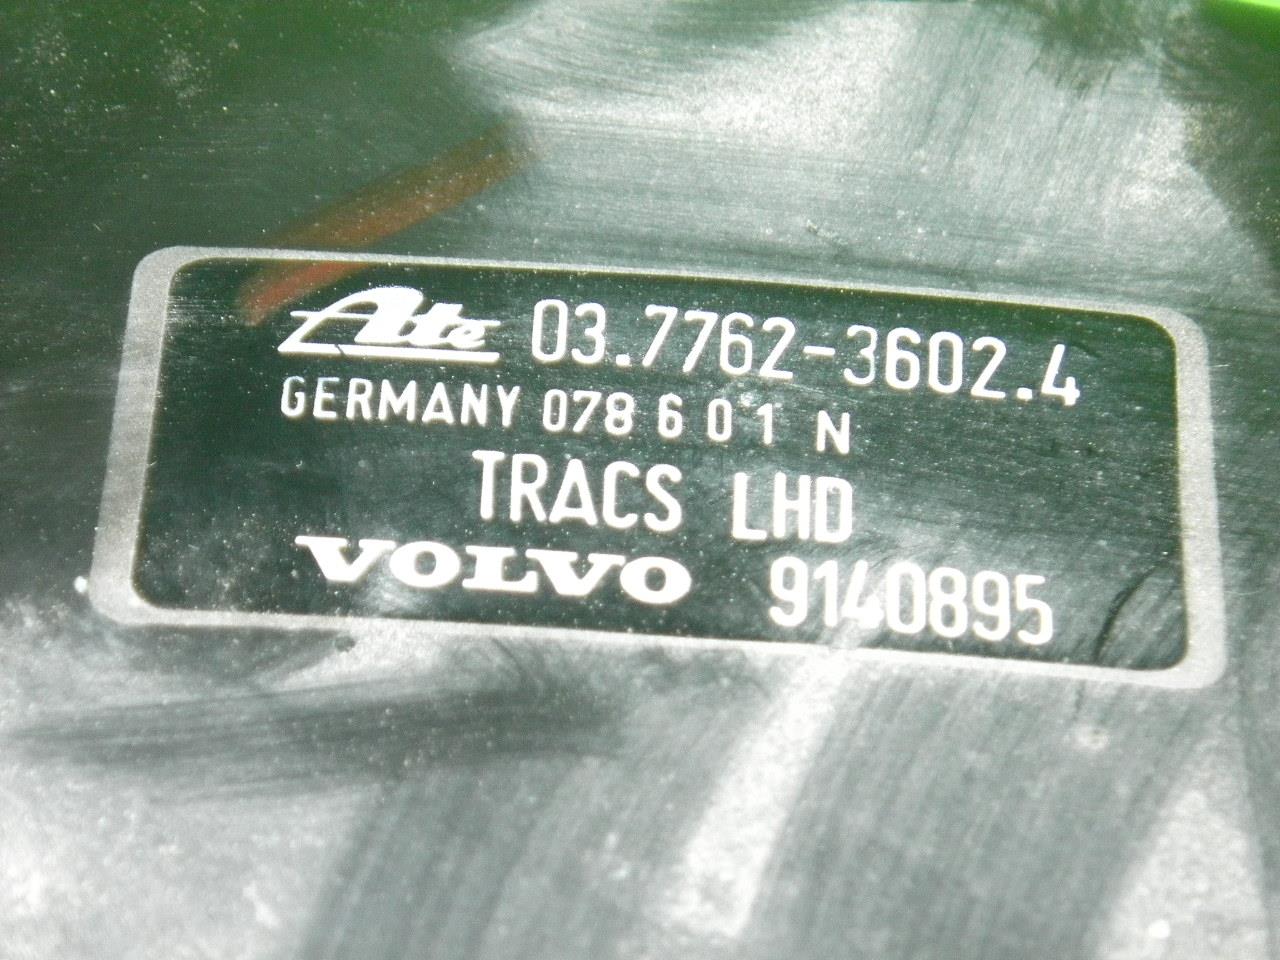 Ate 03.7762-3602.4
GERMANY 078 6 0 1 N
TRACS LHD
VOLVO 9140895